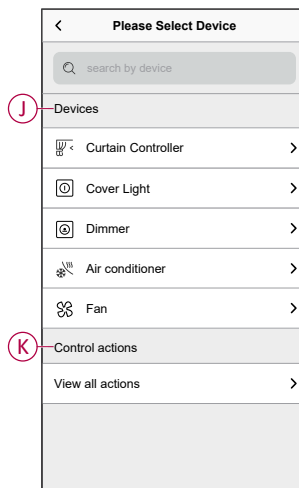 Please Select Device
search by device
J
Devices
Curtain Controller
Cover Light
Dimmer
Air conditioner
Fan
K
Control actions
View all actions